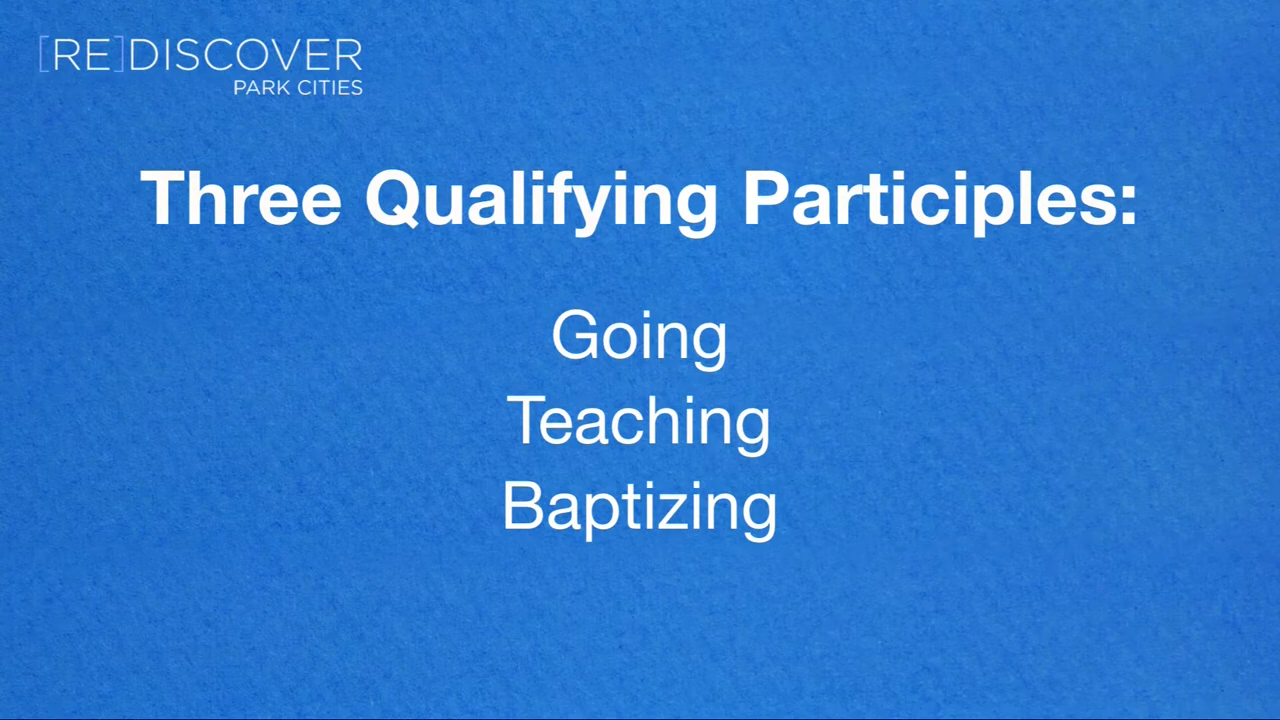 [RE]DISCOVER
PARK CITIES
Three Qualifying Participles:
Going
Teaching
Baptizing